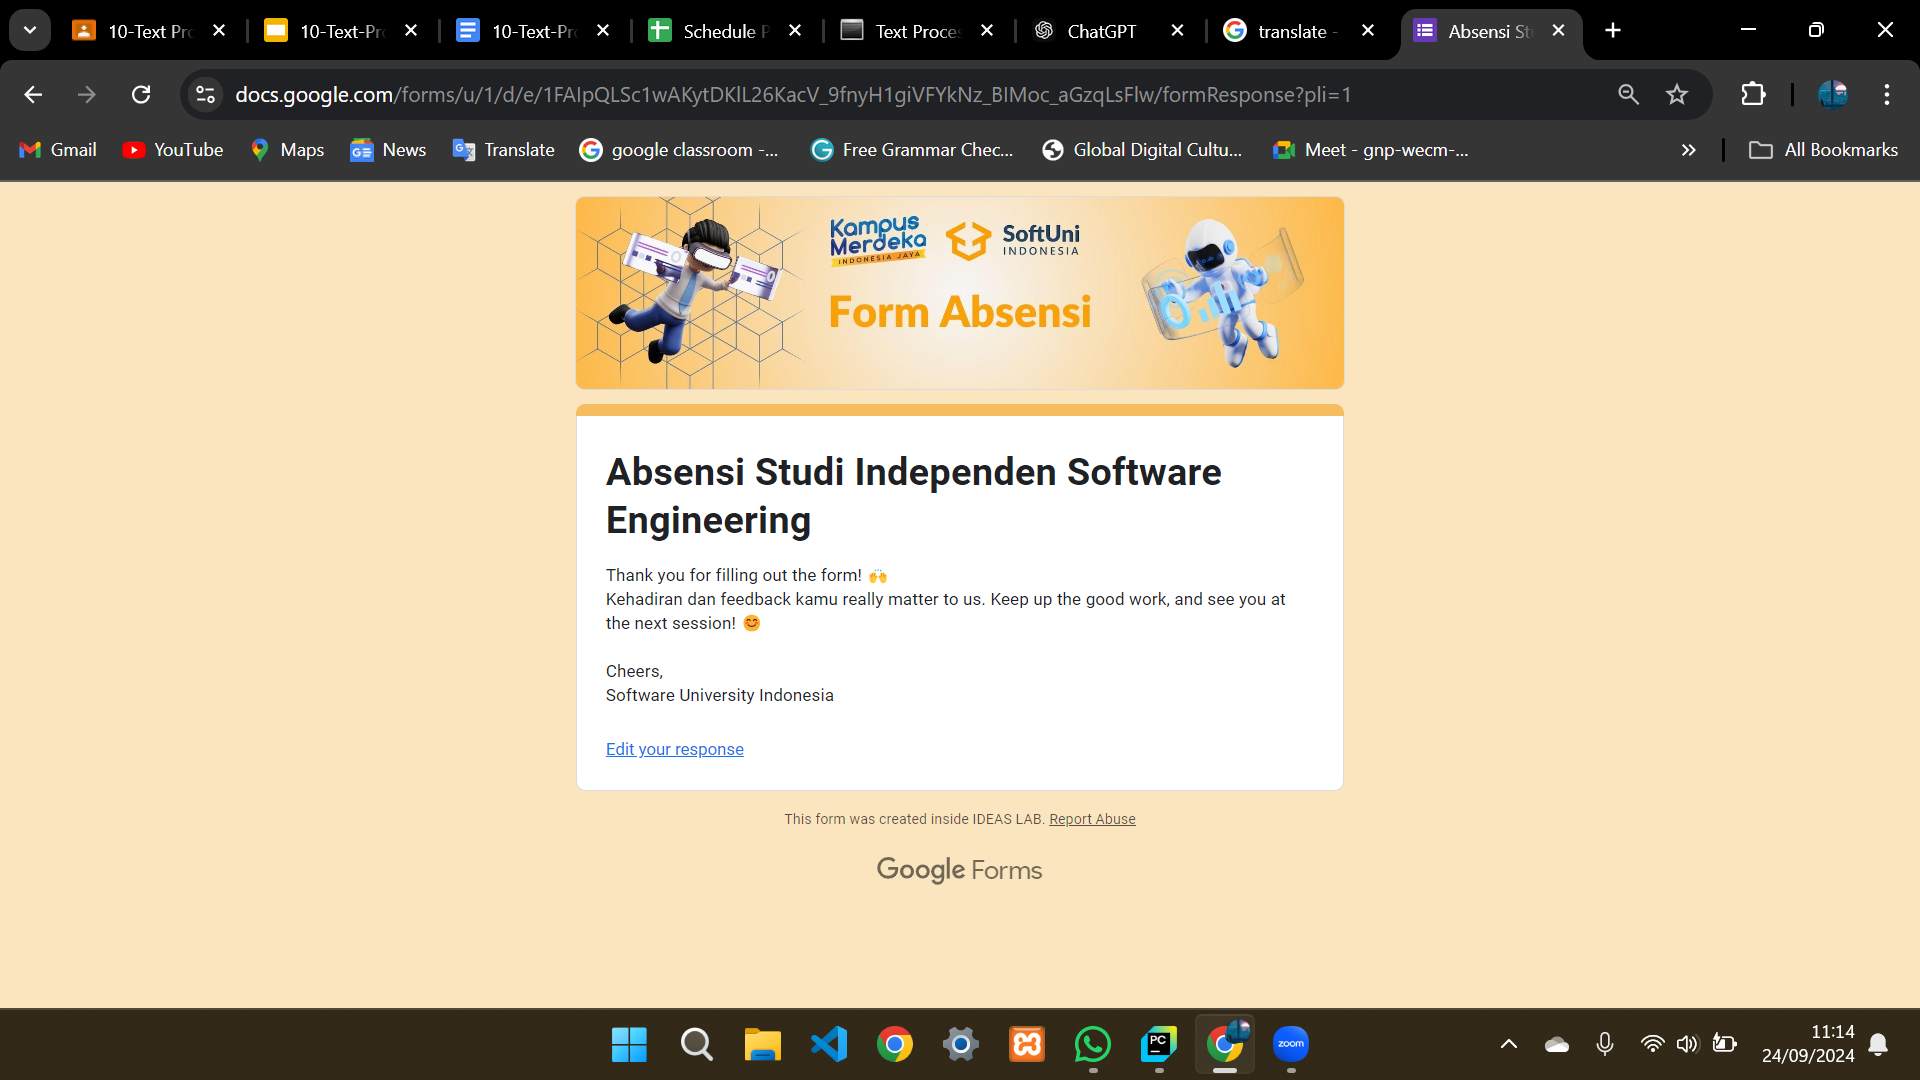 10-Text Pro
10-Text-Pro
10-Text-Pro
Schedule P
Text Proces
ChatGPT
translate -
Absensi Stu
docs.google.com/forms/u/1/d/e/1FAIpQLSc1wAKytDKlL26KacV_9fnyH1giVFYkNz_BIMoc_aGzqLsFlw/formResponse?pli=1
Gmail
YouTube
Maps
News
Translate
google classroom -...
Free Grammar Chec...
Global Digital Cultu...
Meet - gnp-wecm-...
All Bookmarks
Kampus
Merdeka
INDONESIA JAYA
SoftUni
INDONESIA
Form Absensi
Absensi Studi Independen Software
Engineering
Thank you for filling out the form! 🙌
Kehadiran dan feedback kamu really matter to us. Keep up the good work, and see you at
the next session! 😊
Cheers,
Software University Indonesia
Edit your response
This form was created inside IDEAS LAB. Report Abuse
Google Forms
PC
zoom
11:14
24/09/2024